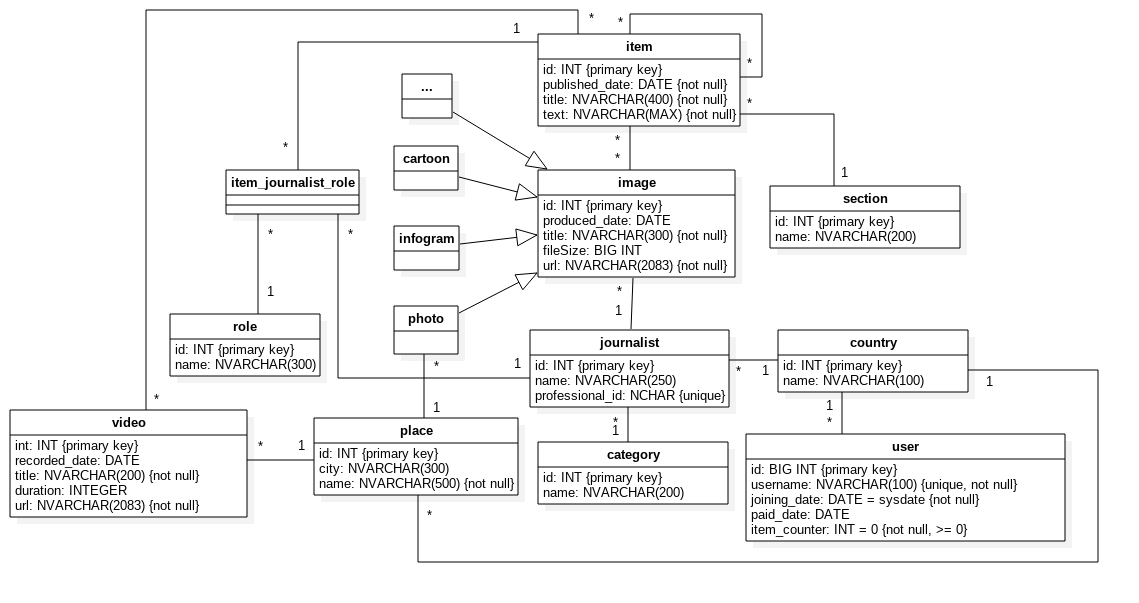 item
id: INT {primary key}
published_date: DATE {not null}
title: NVARCHAR(400) {not null}
text: NVARCHAR(MAX) {not null}
*
*
*
*
1
1
*
*
*
...
cartoon
infogram
photo
image
id: INT {primary key}
produced_date: DATE
title: NVARCHAR(300) {not null}
fileSize: BIG INT
url: NVARCHAR(2083) {not null}
section
id: INT {primary key}
name: NVARCHAR(200)
item_journalist_role
*
*
1
1
*
1
role
id: INT {primary key}
name: NVARCHAR(300)
journalist
id: INT {primary key}
name: NVARCHAR(250)
professional_id: NCHAR {unique}
*
1
country
id: INT {primary key}
name: NVARCHAR(100)
1
*
1
*
1
*
1
*
video
int: INT {primary key}
recorded_date: DATE
title: NVARCHAR(200) {not null}
duration: INTEGER
url: NVARCHAR(2083) {not null}
*
1
place
id: INT {primary key}
city: NVARCHAR(300)
name: NVARCHAR(500) {not null}
*
category
id: INT {primary key}
name: NVARCHAR(200)
user
id: BIG INT {primary key}
username: NVARCHAR(100) {unique, not null}
joining_date: DATE = sysdate {not null}
paid_date: DATE
item_counter: INT = 0 {not null, >= 0}